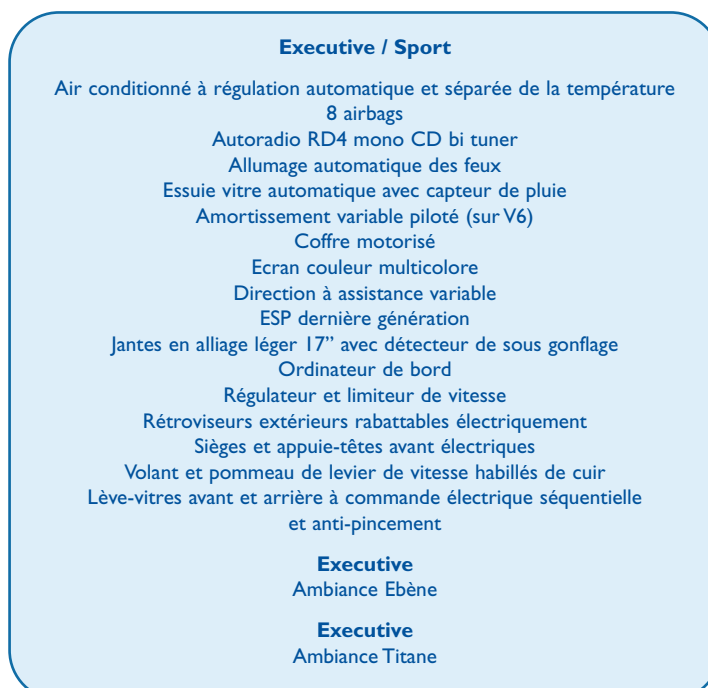 Executive / Sport
Air conditionné à régulation automatique et séparée de la température
8 airbags
Autoradio RD4 mono CD bi tuner
Allumage automatique des feux
Essuie vitre automatique avec capteur de pluie
Amortissement variable piloté (sur V6)
Coffre motorisé
Ecran couleur multicolore
Direction à assistance variable
ESP dernière génération
Jantes en alliage léger 17” avec détecteur de sous gonflage
Ordinateur de bord
Régulateur et limiteur de vitesse
Rétroviseurs extérieurs rabattables électriquement
Sièges et appuie-têtes avant électriques
Volant et pommeau de levier de vitesse habillés de cuir
Lève-vitres avant et arrière à commande électrique séquentielle
et anti-pincement
Executive
Ambiance Ebène
Executive
Ambiance Titane